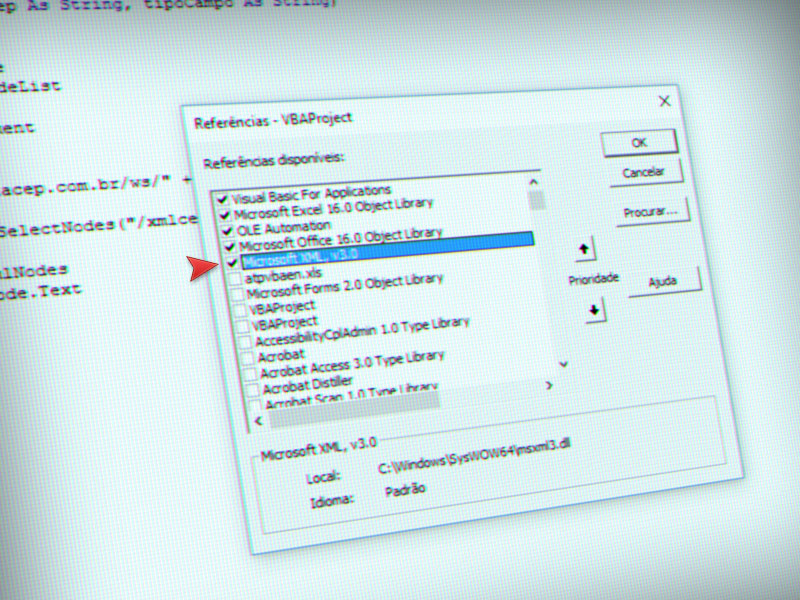 ep As String, tipoCampo As String)
deList
ent
acep.com.br/ws/" +
SelectNodes("/xmlce
lNodes
ode.Text
Referências - VBAProject
Referências disponíveis:
OK
Cancelar
Procurar...
Visual Basic For Applications
Microsoft Excel 16.0 Object Library
OLE Automation
Microsoft Office 16.0 Object Library
Microsoft XML, v3.0
atpvbaen.xls
Microsoft Forms 2.0 Object Library
VBAProject
VBAProject
AccessibilityCplAdmin 1.0 Type Library
Acrobat
Acrobat Access 3.0 Type Library
Acrobat Distiller
Acrobat Scan 1.0 Type Library
Prioridade
Ajuda
Microsoft XML, v3.0
Local: C:\Windows\SysWOW64\msxml3.dl
Idioma: Padrão